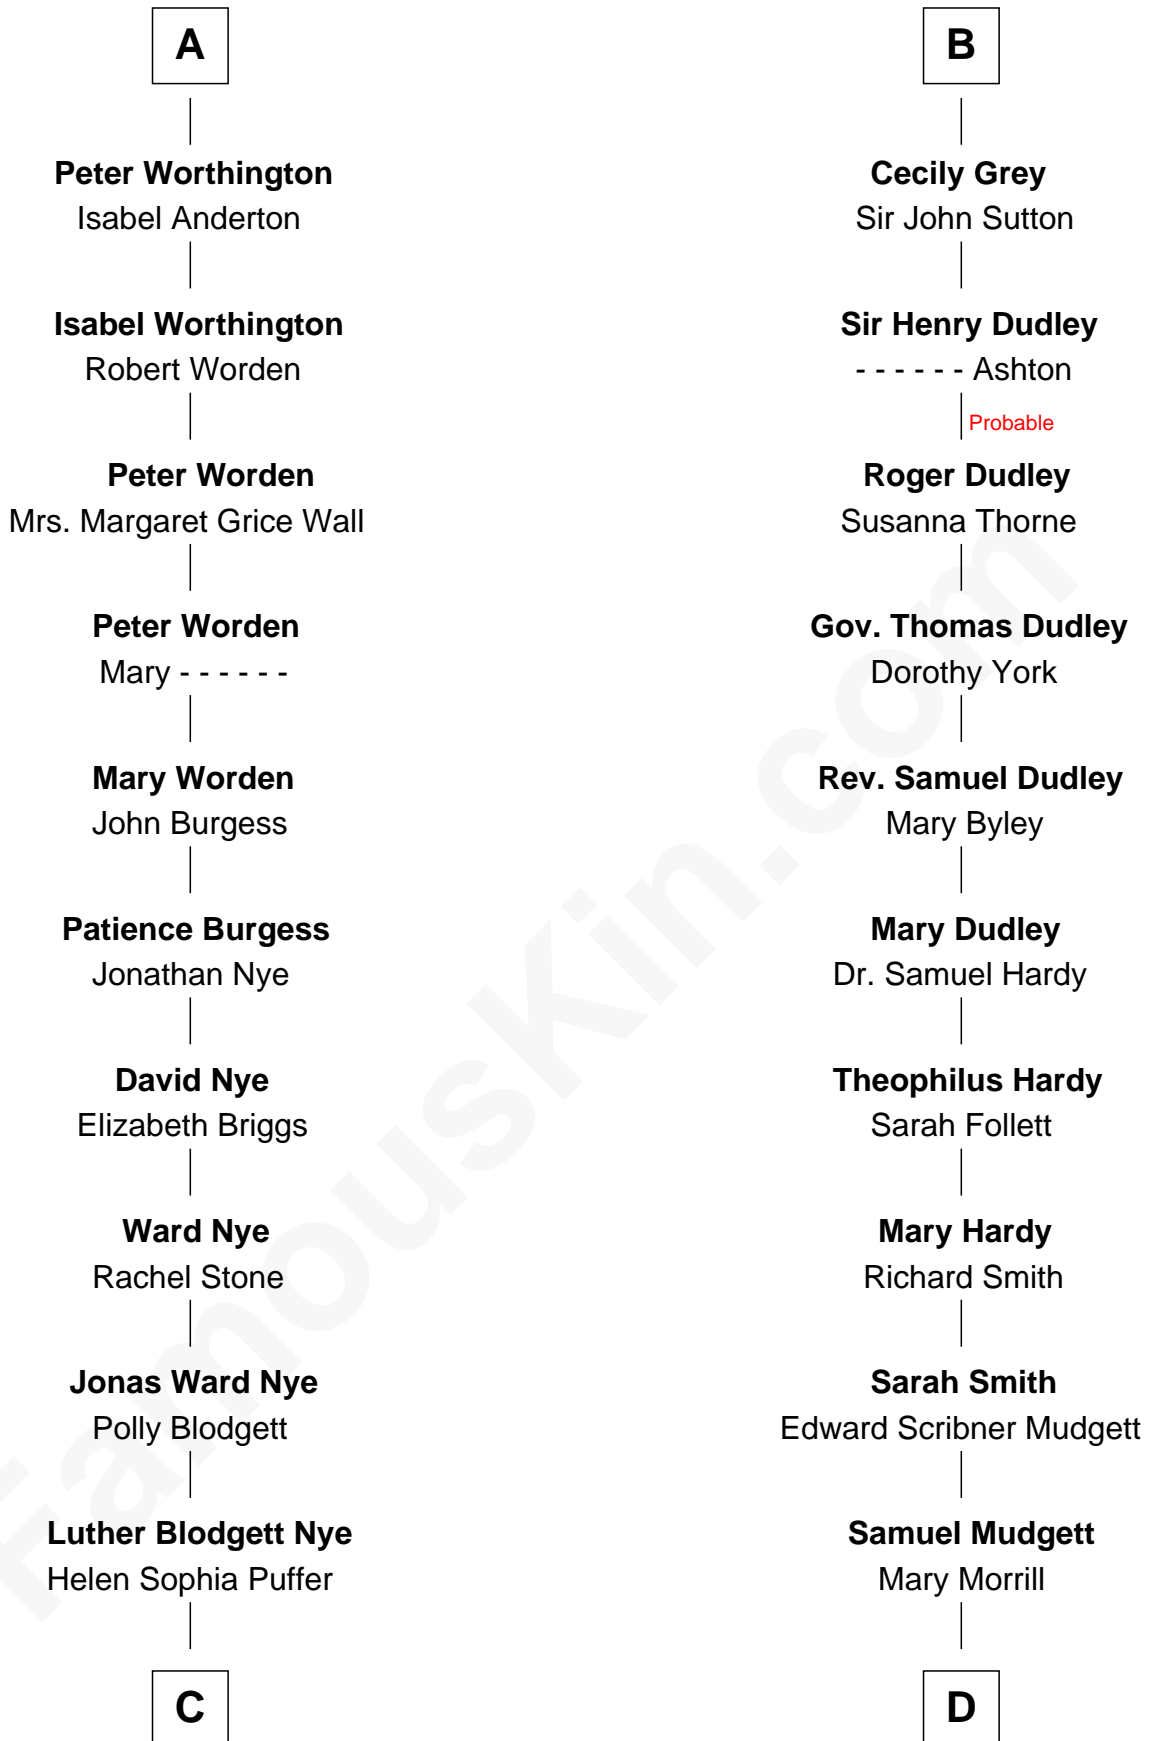 A
Peter Worthington
Isabel Anderton
Isabel Worthington
Robert Worden
Peter Worden
Mrs. Margaret Grice Wall
Peter Worden
Mary - - - - - -
Mary Worden
John Burgess
Patience Burgess
Jonathan Nye
David Nye
Elizabeth Briggs
Ward Nye
Rachel Stone
Jonas Ward Nye
Polly Blodgett
Luther Blodgett Nye
Helen Sophia Puffer
C
B
Cecily Grey
Sir John Sutton
Sir Henry Dudley
- - - - - - Ashton
Probable
Roger Dudley
Susanna Thorne
Gov. Thomas Dudley
Dorothy York
Rev. Samuel Dudley
Mary Byley
Mary Dudley
Dr. Samuel Hardy
Theophilus Hardy
Sarah Follett
Mary Hardy
Richard Smith
Sarah Smith
Edward Scribner Mudgett
Samuel Mudgett
Mary Morrill
D
FamousKin.com